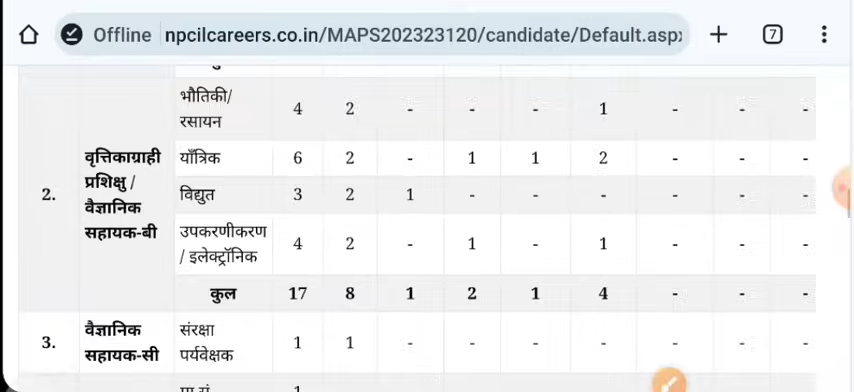 Offline npcilcareers.co.in/MAPS202323120/candidate/Default.asp 7
भौतिकी/
रसायन 4 2 - - - 1 - - -
2. वृत्तिकाग्राही प्रशिक्षु / वैज्ञानिक सहायक-बी
याँत्रिक 6 2 - 1 1 2 - - -
विद्युत 3 2 1 - - - - - -
उपकरणीकरण
/ इलेक्ट्रॉनिक 4 2 - 1 - 1 - - -
कुल 17 8 1 2 1 4 - - -
3. वैज्ञानिक सहायक-सी
संरक्षा
पर्यवेक्षक 1 1 - - - - - - -
1